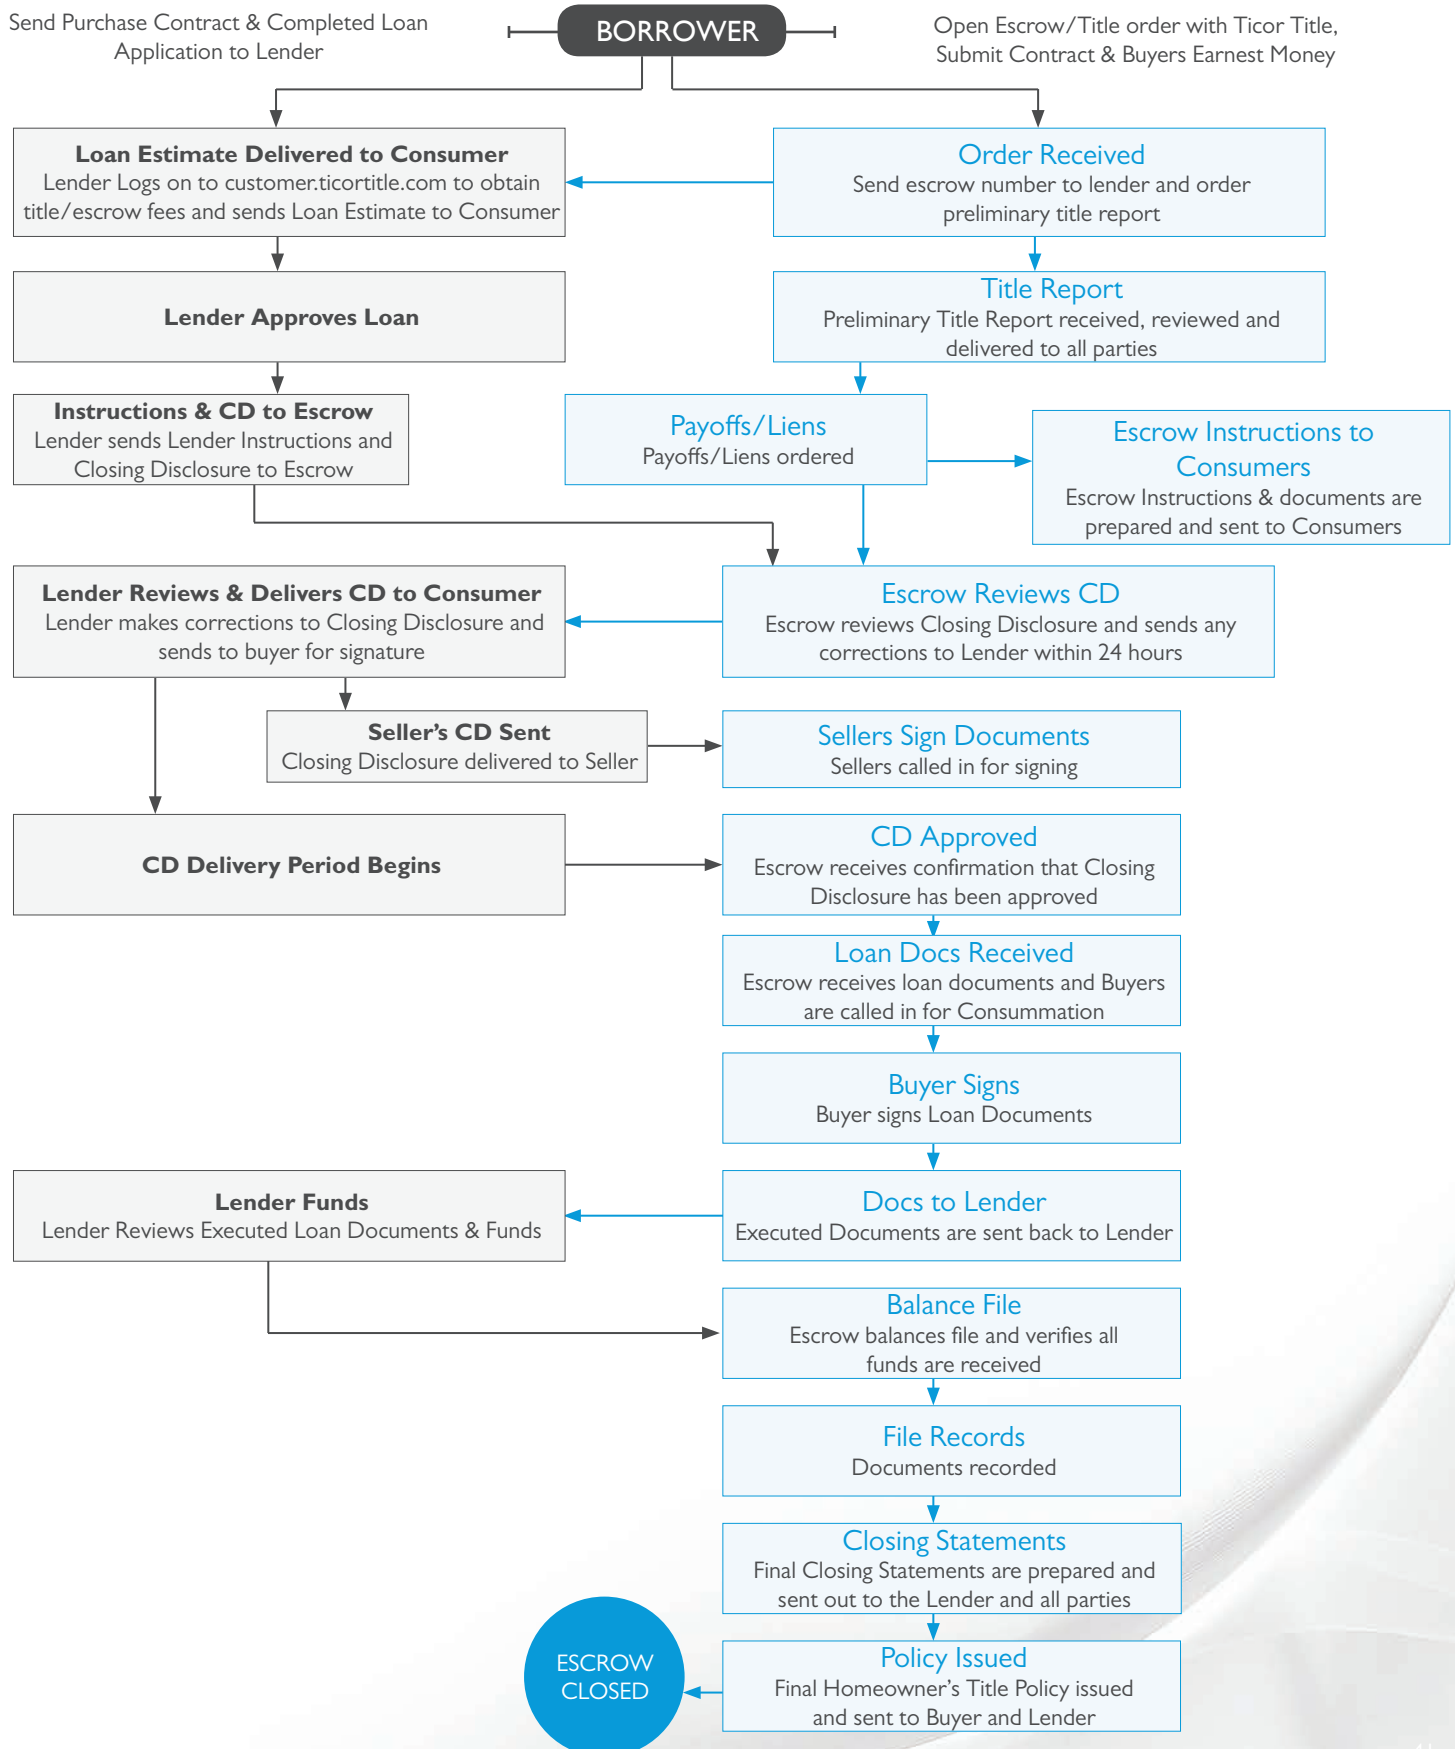 Send Purchase Contract & Completed Loan
Application to Lender
BORROWER
Open Escrow/Title order with Ticor Title,
Submit Contract & Buyers Earnest Money
Loan Estimate Delivered to Consumer
Lender Logs on to customer.ticortitle.com to obtain
title/escrow fees and sends Loan Estimate to Consumer
Order Received
Send escrow number to lender and order
preliminary title report
Lender Approves Loan
Title Report
Preliminary Title Report received, reviewed and
delivered to all parties
Instructions & CD to Escrow
Lender sends Lender Instructions and
Closing Disclosure to Escrow
Payoffs/Liens
Payoffs/Liens ordered
Escrow Instructions to
Consumers
Escrow Instructions & documents are
prepared and sent to Consumers
Lender Reviews & Delivers CD to Consumer
Lender makes corrections to Closing Disclosure and
sends to buyer for signature
Escrow Reviews CD
Escrow reviews Closing Disclosure and sends any
corrections to Lender within 24 hours
Seller's CD Sent
Closing Disclosure delivered to Seller
Sellers Sign Documents
Sellers called in for signing
CD Delivery Period Begins
CD Approved
Escrow receives confirmation that Closing
Disclosure has been approved
Loan Docs Received
Escrow receives loan documents and Buyers
are called in for Consummation
Buyer Signs
Buyer signs Loan Documents
Lender Funds
Lender Reviews Executed Loan Documents & Funds
Docs to Lender
Executed Documents are sent back to Lender
Balance File
Escrow balances file and verifies all
funds are received
File Records
Documents recorded
Closing Statements
Final Closing Statements are prepared and
sent out to the Lender and all parties
ESCROW
CLOSED
Policy Issued
Final Homeowner's Title Policy issued
and sent to Buyer and Lender